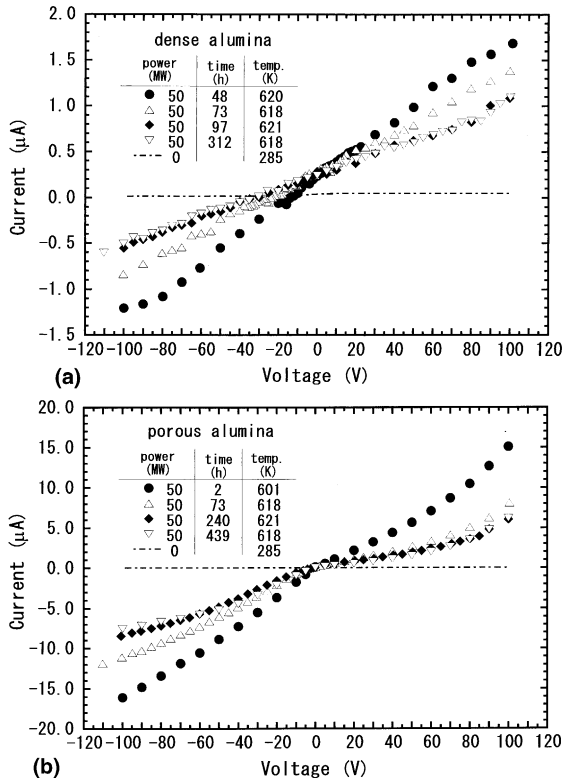 (a)
dense alumina
power time temp.
(MW) (h) (K)
● 50 48 620
△ 50 73 618
◆ 50 97 621
▽ 50 312 618
0 285
2.0
1.5
1.0
0.5
0.0
-0.5
-1.0
-1.5
Current (μA)
-120 -100 -80 -60 -40 -20 0 20 40 60 80 100 120
Voltage (V)
(b)
porous alumina
power time temp.
(MW) (h) (K)
● 50 2 601
△ 50 73 618
◆ 50 240 621
▽ 50 439 618
0 285
20.0
15.0
10.0
5.0
0.0
-5.0
-10.0
-15.0
-20.0
Current (μA)
-120 -100 -80 -60 -40 -20 0 20 40 60 80 100 120
Voltage (V)